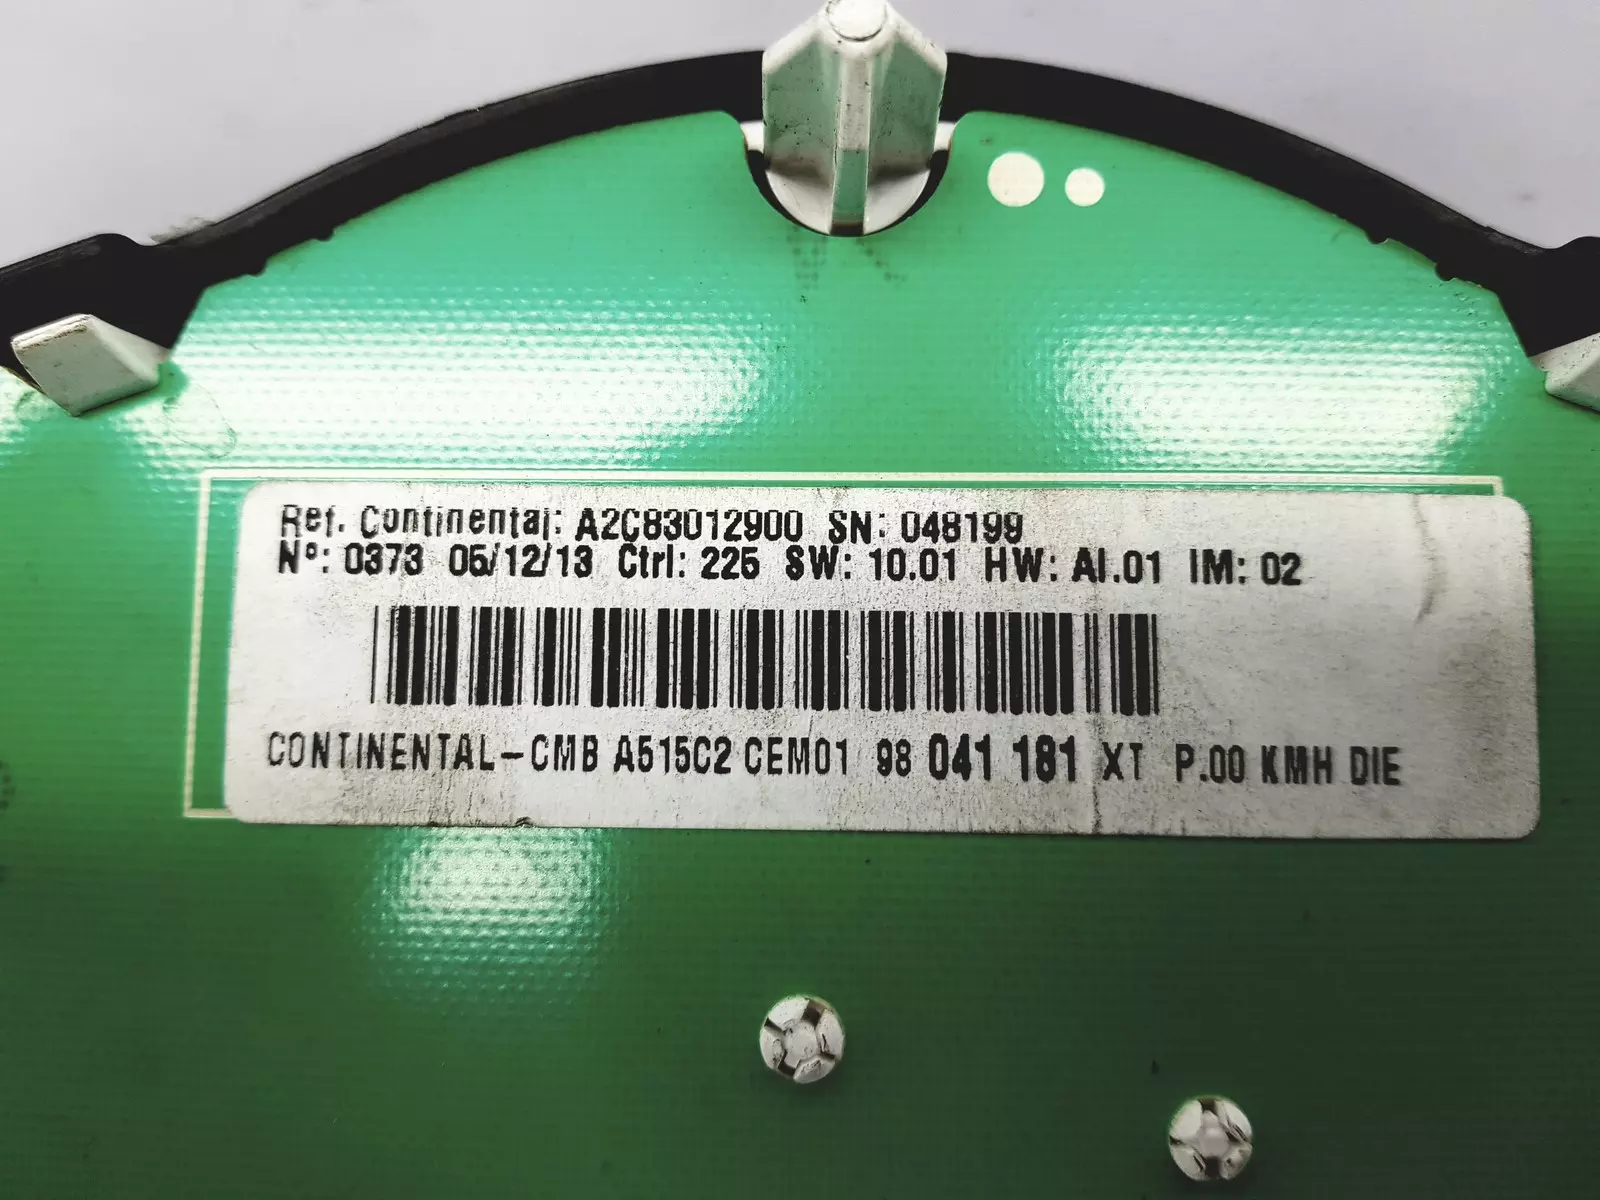 Ref. Continental: A2C83012900 SN: 048199
Nº: 0373 05/12/13 Ctrl: 225 SW: 10.01 HW: AI.01 IM: 02
CONTINENTAL-CMB A515C2 CEM01 98 041 181 XT P.00 KMH DIE